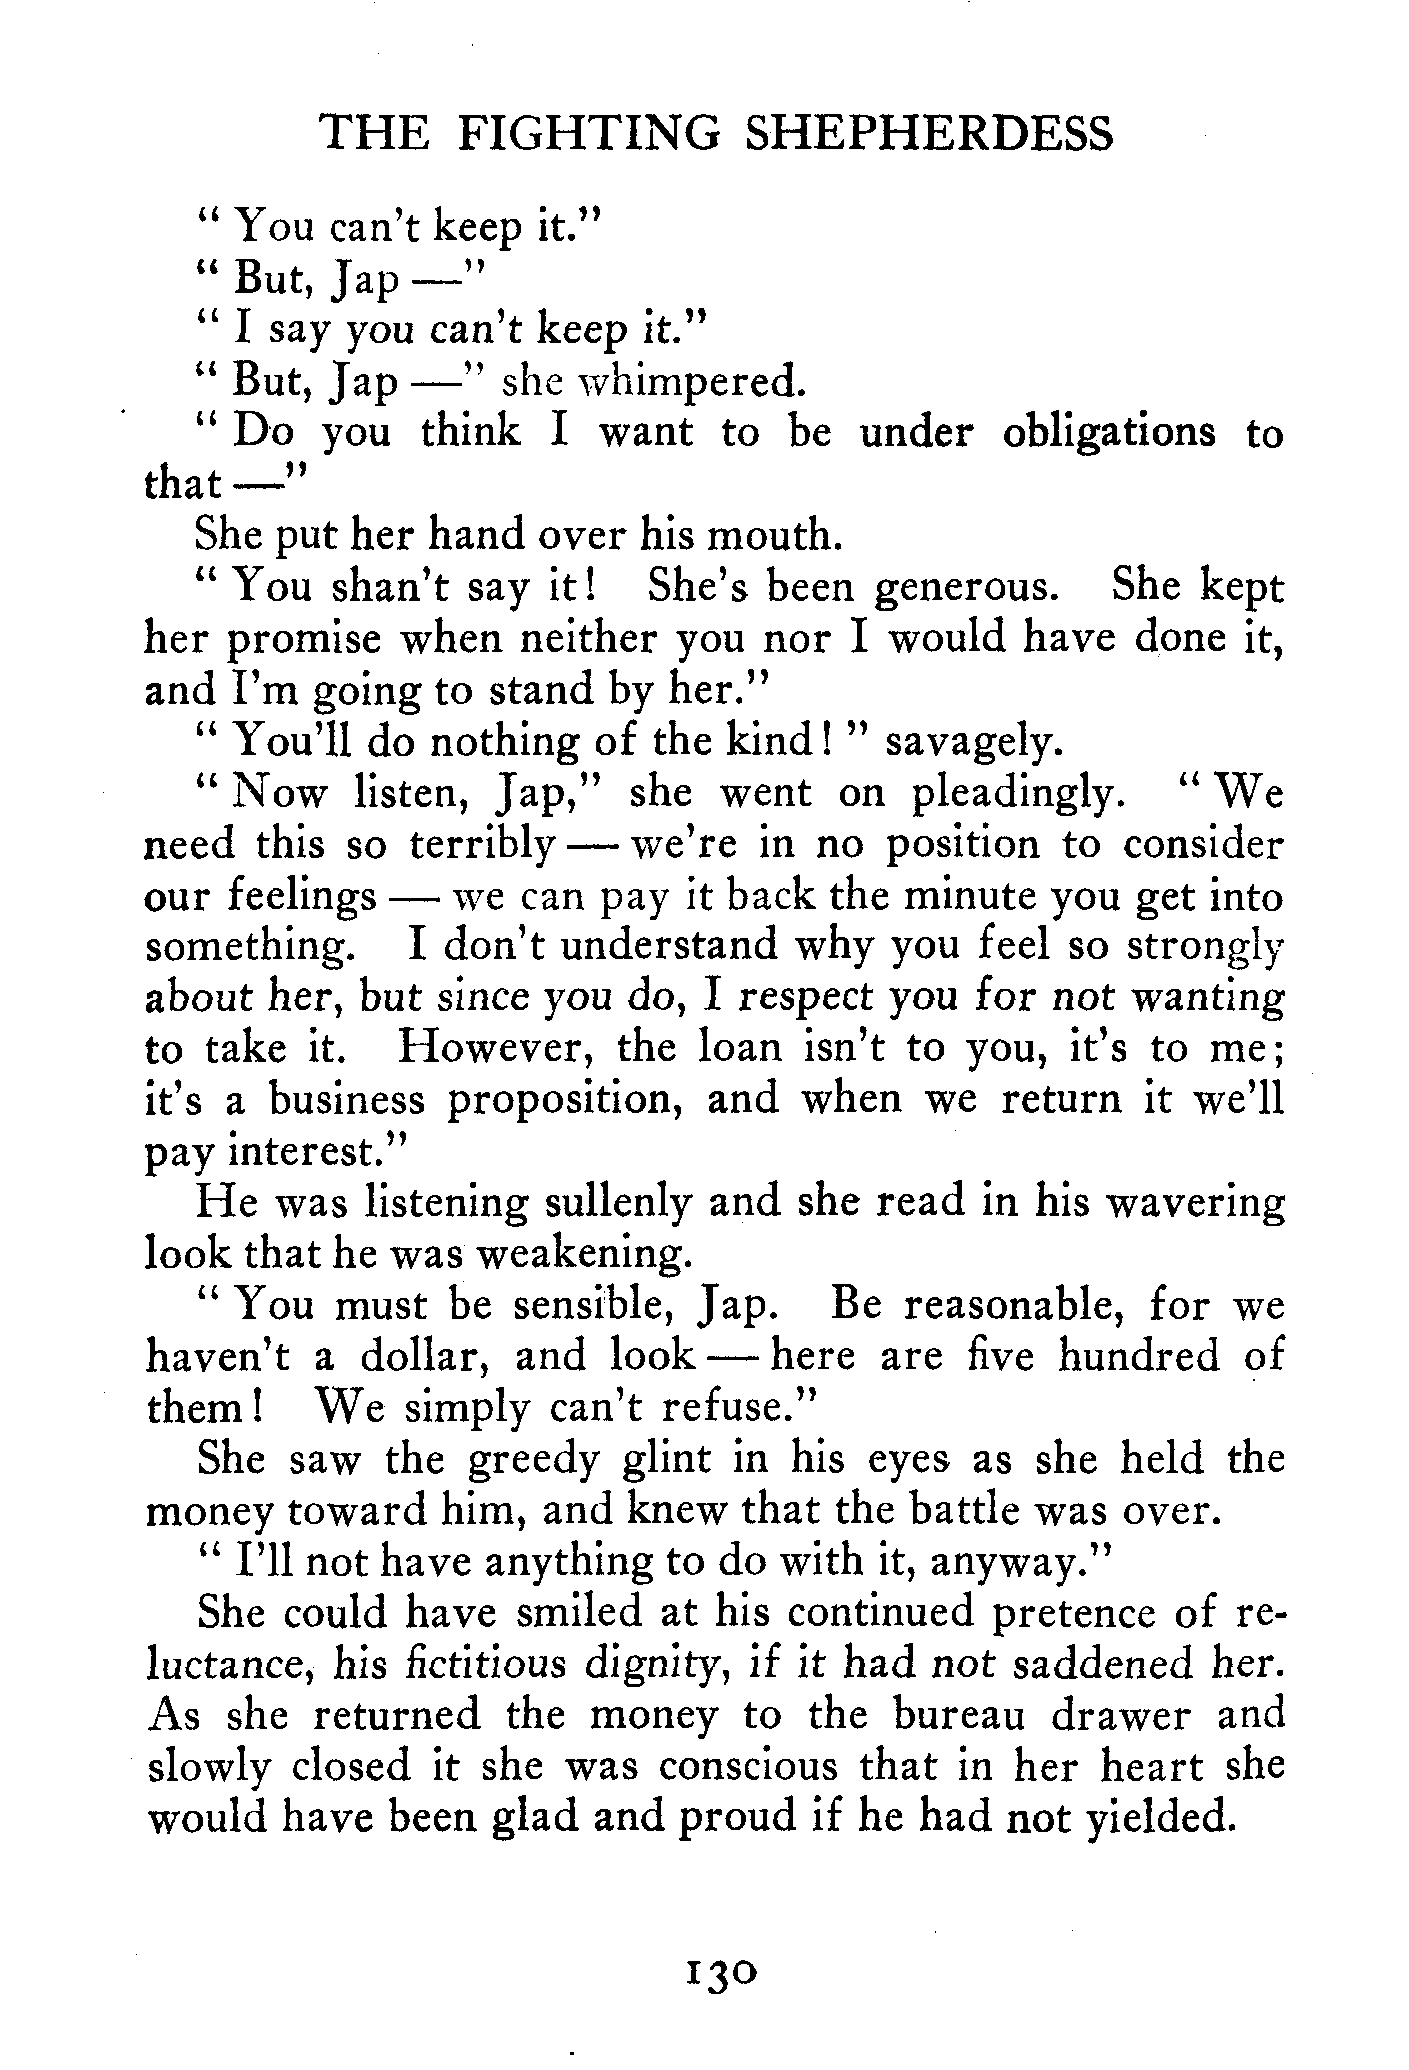 THE FIGHTING SHEPHERDESS
“ You can't keep it.”
“ But, Jap —”
“ I say you can't keep it.”
“ But, Jap —” she whimpered.
“ Do you think I want to be under obligations to
that —”
She put her hand over his mouth.
“ You shan't say it! She's been generous. She kept
her promise when neither you nor I would have done it,
and I'm going to stand by her.”
“ You'll do nothing of the kind! ” savagely.
“ Now listen, Jap,” she went on pleadingly. “ We
need this so terribly — we're in no position to consider
our feelings — we can pay it back the minute you get into
something. I don't understand why you feel so strongly
about her, but since you do, I respect you for not wanting
to take it. However, the loan isn't to you, it's to me;
it's a business proposition, and when we return it we'll
pay interest.”
He was listening sullenly and she read in his wavering
look that he was weakening.
“ You must be sensible, Jap. Be reasonable, for we
haven't a dollar, and look — here are five hundred of
them! We simply can't refuse.”
She saw the greedy glint in his eyes as she held the
money toward him, and knew that the battle was over.
“ I'll not have anything to do with it, anyway.”
She could have smiled at his continued pretence of re-
luctance, his fictitious dignity, if it had not saddened her.
As she returned the money to the bureau drawer and
slowly closed it she was conscious that in her heart she
would have been glad and proud if he had not yielded.
130